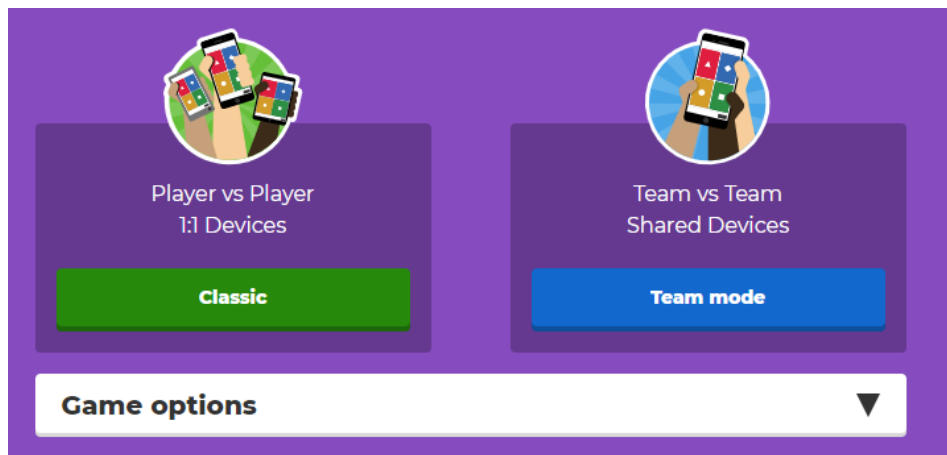 Player vs Player
1:1 Devices
Classic
Team vs Team
Shared Devices
Team mode
Game options